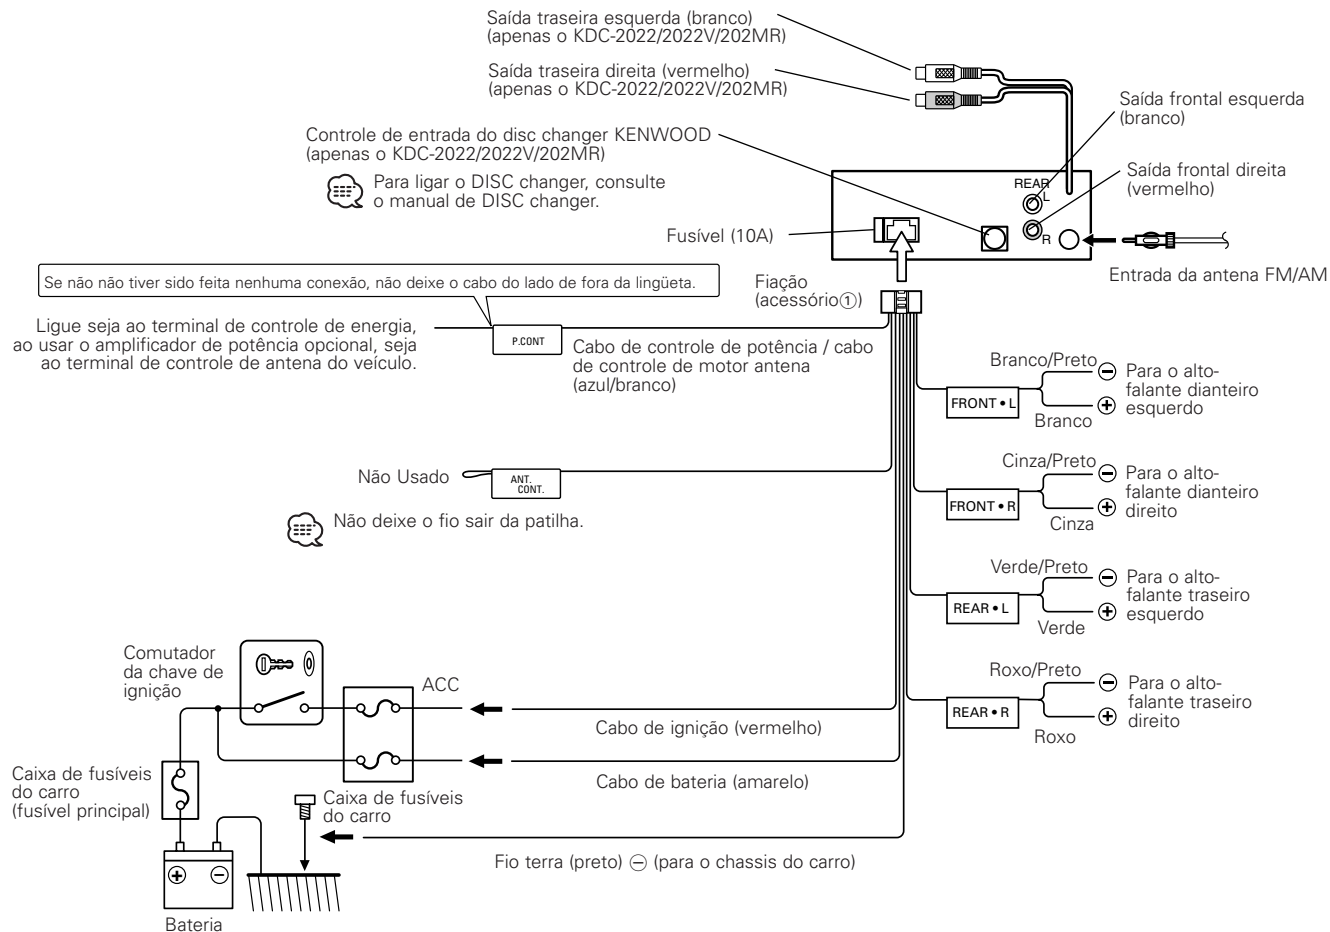 Saída traseira esquerda (branco)
(apenas o KDC-2022/2022V/202MR)
Saída traseira direita (vermelho)
(apenas o KDC-2022/2022V/202MR)
Saída frontal esquerda
(branco)
Controle de entrada do disc changer KENWOOD
(apenas o KDC-2022/2022V/202MR)
Para ligar o DISC changer, consulte
o manual de DISC changer.
Saída frontal direita
(vermelho)
REAR
L
R
Fusível (10A)
Entrada da antena FM/AM
Fiação
(acessório①)
Se não não tiver sido feita nenhuma conexão, não deixe o cabo do lado de fora da lingüeta.
Ligue seja ao terminal de controle de energia,
ao usar o amplificador de potência opcional, seja
ao terminal de controle de antena do veículo.
P.CONT
Cabo de controle de potência / cabo
de controle de motor antena
(azul/branco)
Branco/Preto
FRONT • L
Branco
⊖ Para o alto-
falante dianteiro
⊕ esquerdo
Não Usado
ANT.
CONT.
Não deixe o fio sair da patilha.
Cinza/Preto
FRONT • R
Cinza
⊖ Para o alto-
falante dianteiro
⊕ direito
Verde/Preto
REAR • L
Verde
⊖ Para o alto-
falante traseiro
⊕ esquerdo
Roxo/Preto
REAR • R
Roxo
⊖ Para o alto-
falante traseiro
⊕ direito
Comutador
da chave de
ignição
ACC
Cabo de ignição (vermelho)
Cabo de bateria (amarelo)
Caixa de fusíveis
do carro
(fusível principal)
Caixa de fusíveis
do carro
Fio terra (preto) ⊖ (para o chassis do carro)
⊕ ⊖
Bateria